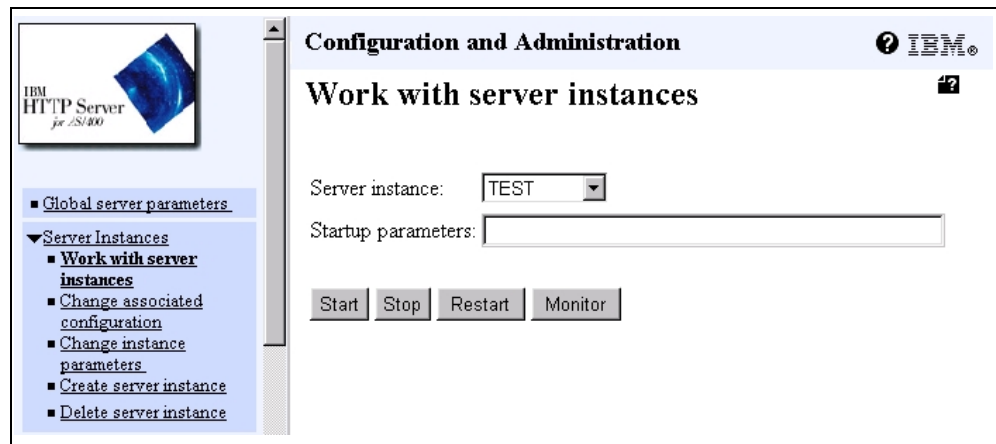 IBM
HTTP Server
for AS/400
Global server parameters
Server Instances
Work with server
instances
Change associated
configuration
Change instance
parameters
Create server instance
Delete server instance
Configuration and Administration
? IBM®
Work with server instances
?
Server instance: TEST
Startup parameters:
Start Stop Restart Monitor